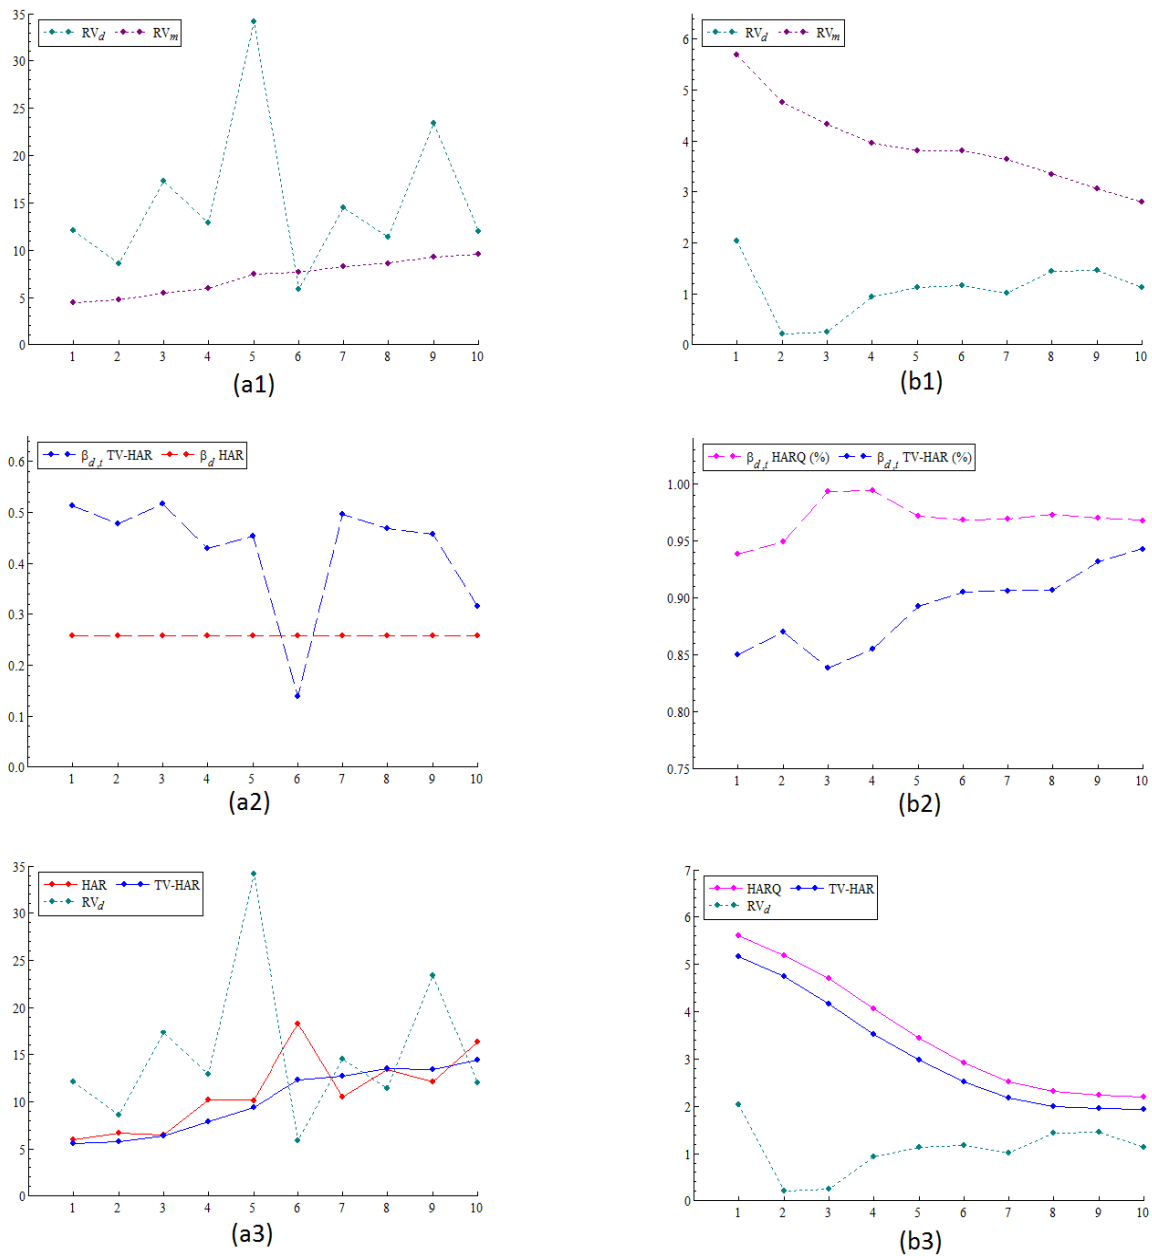 RVd RVm
35
30
25
20
15
10
5
0
1 2 3 4 5 6 7 8 9 10
(a1)
RVd RVm
6
5
4
3
2
1
0
1 2 3 4 5 6 7 8 9 10
(b1)
βd,t TV-HAR βd HAR
0.6
0.5
0.4
0.3
0.2
0.1
0.0
1 2 3 4 5 6 7 8 9 10
(a2)
βd,t HARQ (%) βd,t TV-HAR (%)
1.00
0.95
0.90
0.85
0.80
0.75
1 2 3 4 5 6 7 8 9 10
(b2)
HAR TV-HAR
RVd
35
30
25
20
15
10
5
0
1 2 3 4 5 6 7 8 9 10
(a3)
HARQ TV-HAR
RVd
7
6
5
4
3
2
1
0
1 2 3 4 5 6 7 8 9 10
(b3)